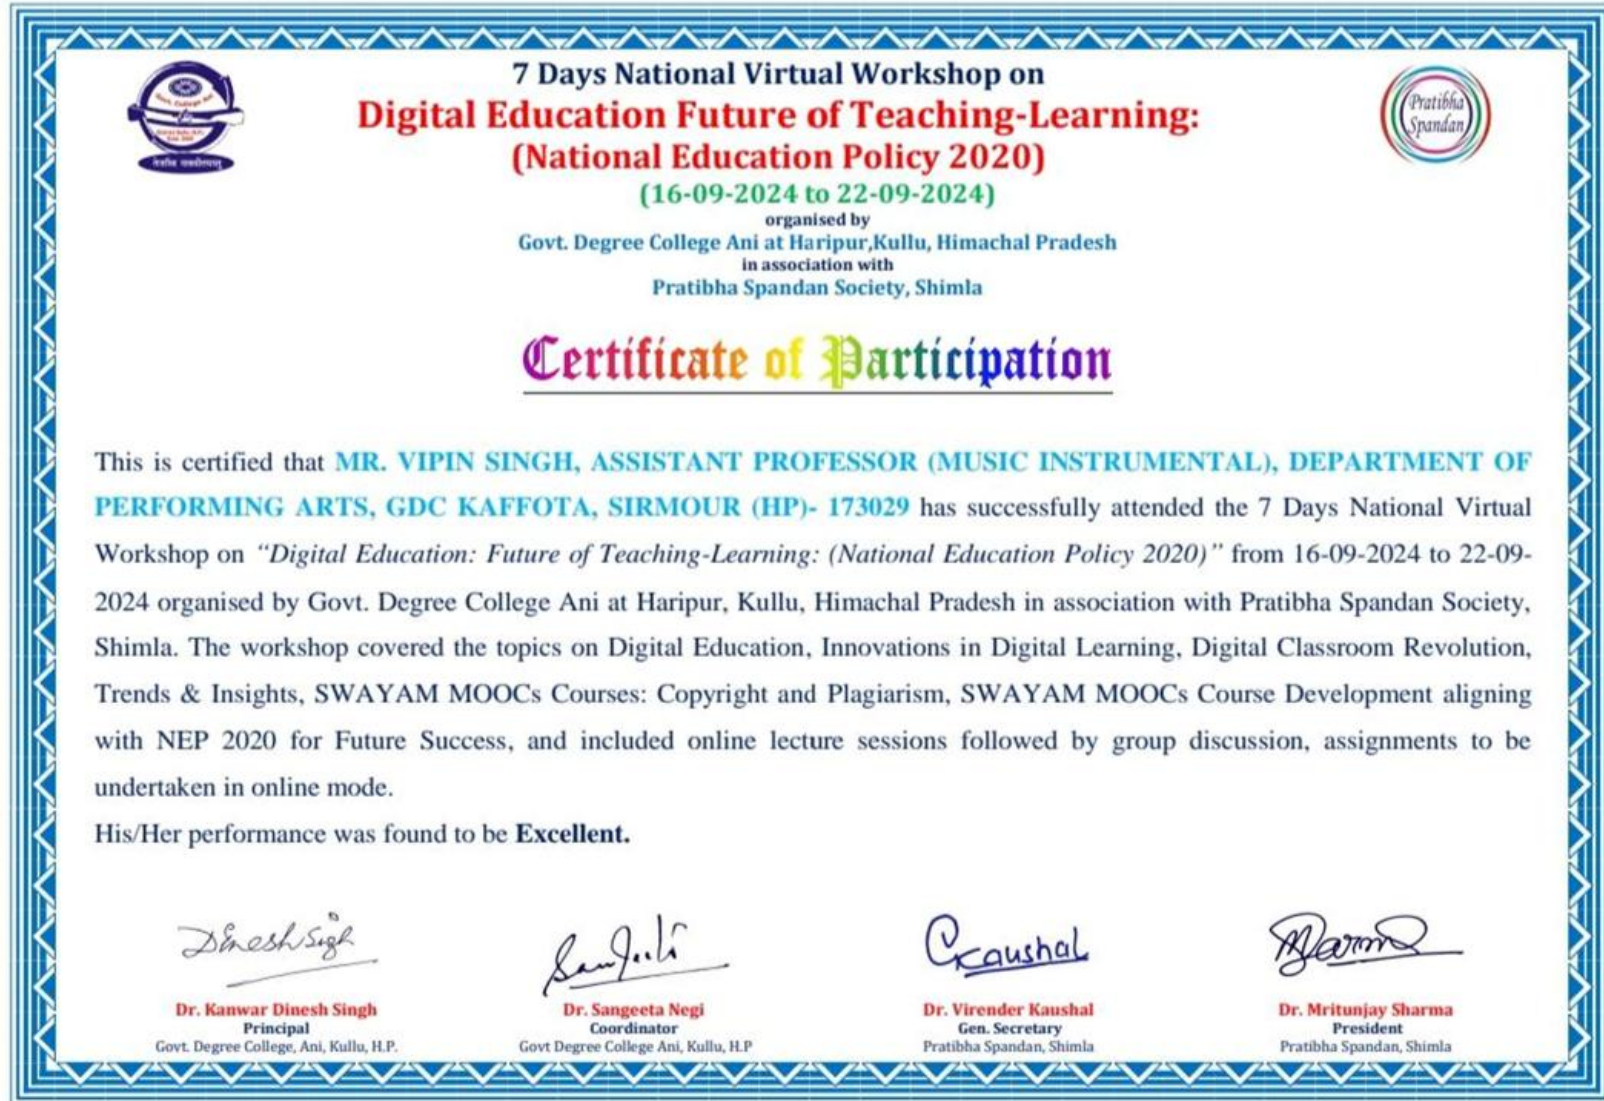 7 Days National Virtual Workshop on
Digital Education Future of Teaching-Learning:
(National Education Policy 2020)
(16-09-2024 to 22-09-2024)
organised by
Govt. Degree College Ani at Haripur,Kullu, Himachal Pradesh
in association with
Pratibha Spandan Society, Shimla
Pratibha
Spandan
Certificate of Participation
This is certified that MR. VIPIN SINGH, ASSISTANT PROFESSOR (MUSIC INSTRUMENTAL), DEPARTMENT OF
PERFORMING ARTS, GDC KAFFOTA, SIRMOUR (HP)- 173029 has successfully attended the 7 Days National Virtual
Workshop on “Digital Education: Future of Teaching-Learning: (National Education Policy 2020)” from 16-09-2024 to 22-09-
2024 organised by Govt. Degree College Ani at Haripur, Kullu, Himachal Pradesh in association with Pratibha Spandan Society,
Shimla. The workshop covered the topics on Digital Education, Innovations in Digital Learning, Digital Classroom Revolution,
Trends & Insights, SWAYAM MOOCs Courses: Copyright and Plagiarism, SWAYAM MOOCs Course Development aligning
with NEP 2020 for Future Success, and included online lecture sessions followed by group discussion, assignments to be
undertaken in online mode.
His/Her performance was found to be Excellent.
Dinesh Singh
Ckaushal
Dr. Kanwar Dinesh Singh
Principal
Govt. Degree College, Ani, Kullu, H.P.
Dr. Sangeeta Negi
Coordinator
Govt Degree College Ani, Kullu, H.P
Dr. Virender Kaushal
Gen. Secretary
Pratibha Spandan, Shimla
Dr. Mritunjay Sharma
President
Pratibha Spandan, Shimla